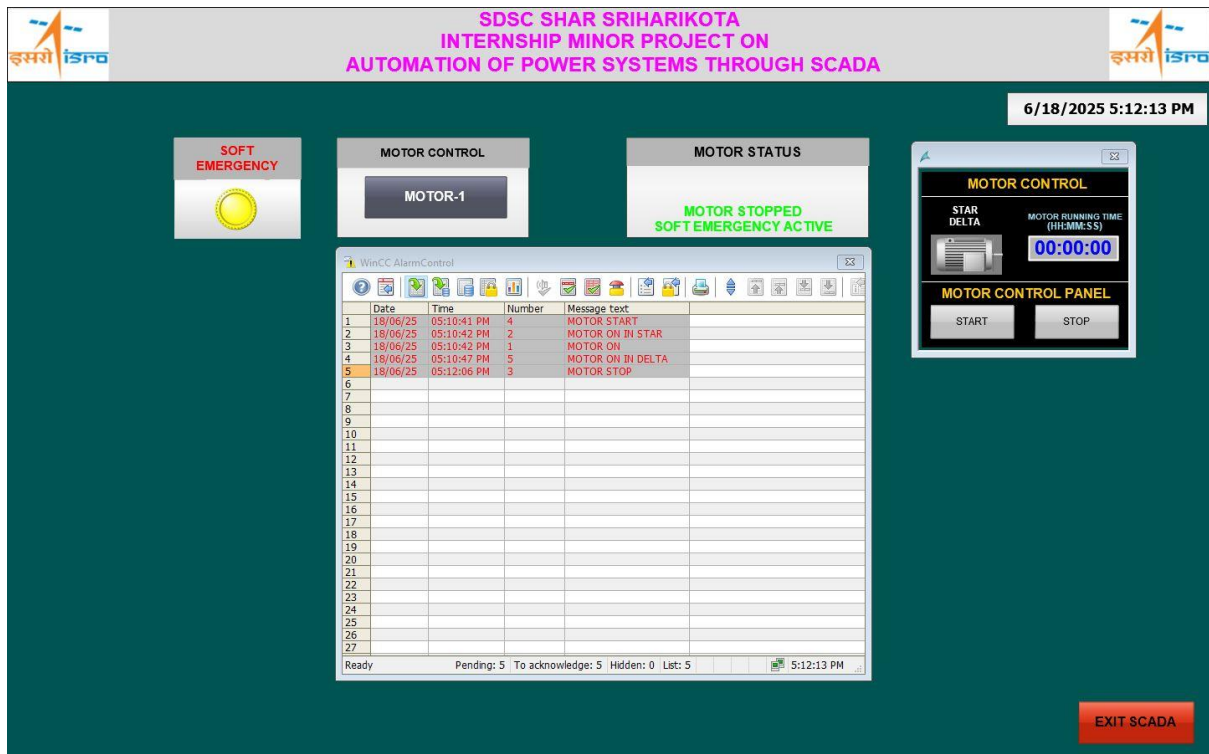 SDSC SHAR SRIHARIKOTA
INTERNSHIP MINOR PROJECT ON
AUTOMATION OF POWER SYSTEMS THROUGH SCADA
इसरो isro
इसरो isro
6/18/2025 5:12:13 PM
SOFT
EMERGENCY
MOTOR CONTROL
MOTOR-1
MOTOR STATUS
MOTOR STOPPED
SOFT EMERGENCY ACTIVE
MOTOR CONTROL
STAR
DELTA
MOTOR RUNNING TIME
(HH:MM:SS)
00:00:00
MOTOR CONTROL PANEL
START STOP
WinCC AlarmControl
Date Time Number Message text
1 18/06/25 05:10:41 PM 4 MOTOR START
2 18/06/25 05:10:42 PM 2 MOTOR ON IN STAR
3 18/06/25 05:10:42 PM 1 MOTOR ON
4 18/06/25 05:10:47 PM 5 MOTOR ON IN DELTA
5 18/06/25 05:12:06 PM 3 MOTOR STOP
6
7
8
9
10
11
12
13
14
15
16
17
18
19
20
21
22
23
24
25
26
27
Ready Pending: 5 To acknowledge: 5 Hidden: 0 List: 5 5:12:13 PM
EXIT SCADA